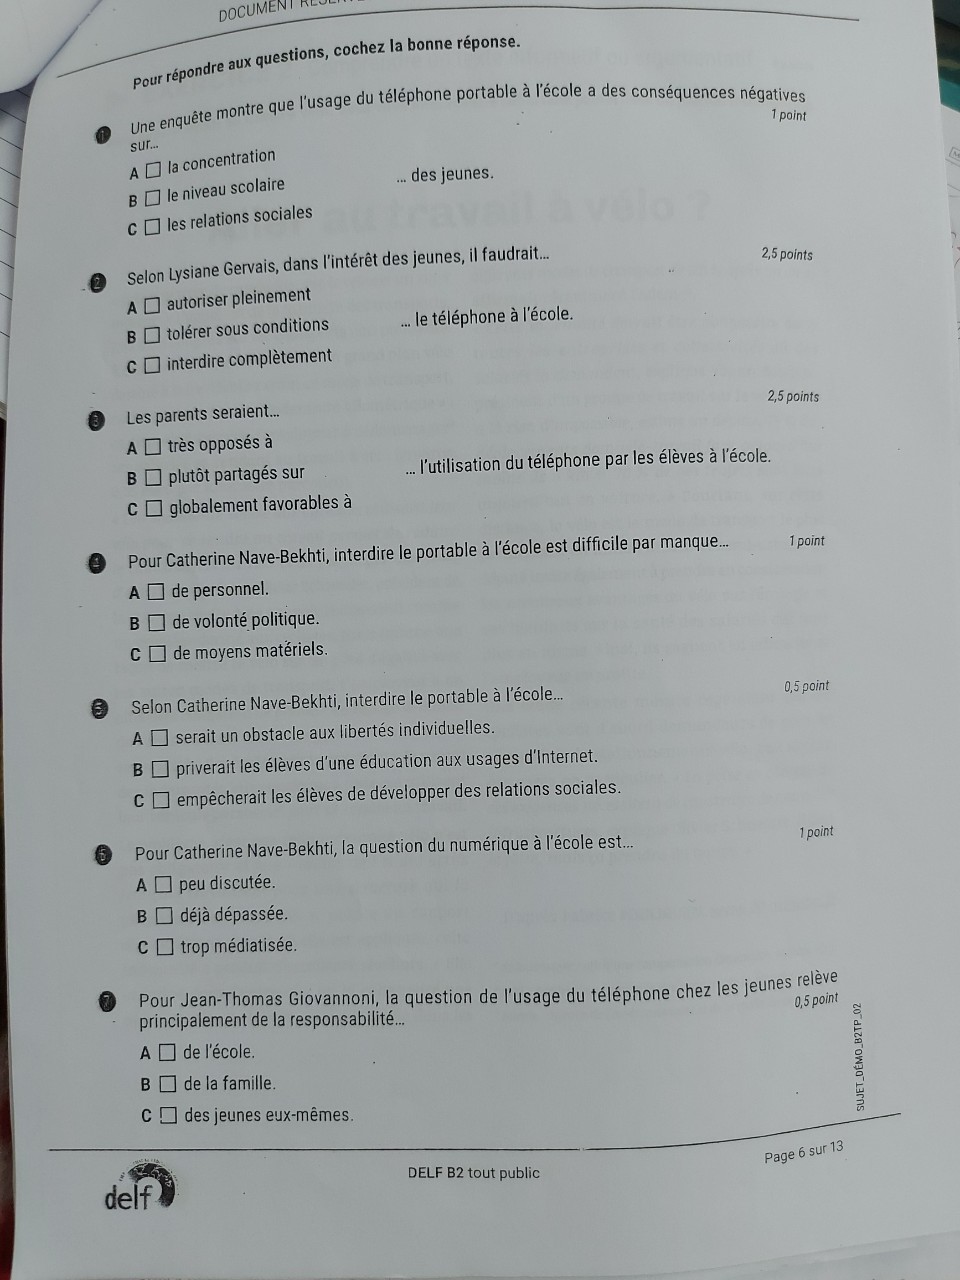 DOCUMENT
Pour répondre aux questions, cochez la bonne réponse.
1 Une enquête montre que l'usage du téléphone portable à l'école a des conséquences négatives
sur...
1 point
A □ la concentration
B □ le niveau scolaire
... des jeunes.
C □ les relations sociales
2 Selon Lysiane Gervais, dans l'intérêt des jeunes, il faudrait...
2,5 points
A □ autoriser pleinement
B □ tolérer sous conditions
... le téléphone à l'école.
C □ interdire complètement
3 Les parents seraient...
2,5 points
A □ très opposés à
B □ plutôt partagés sur
... l'utilisation du téléphone par les élèves à l'école.
C □ globalement favorables à
4 Pour Catherine Nave-Bekhti, interdire le portable à l'école est difficile par manque...
1 point
A □ de personnel.
B □ de volonté politique.
C □ de moyens matériels.
5 Selon Catherine Nave-Bekhti, interdire le portable à l'école...
0,5 point
A □ serait un obstacle aux libertés individuelles.
B □ priverait les élèves d'une éducation aux usages d'Internet.
C □ empêcherait les élèves de développer des relations sociales.
6 Pour Catherine Nave-Bekhti, la question du numérique à l'école est...
1 point
A □ peu discutée.
B □ déjà dépassée.
C □ trop médiatisée.
7 Pour Jean-Thomas Giovannoni, la question de l'usage du téléphone chez les jeunes relève
principalement de la responsabilité...
0,5 point
A □ de l'école.
B □ de la famille.
C □ des jeunes eux-mêmes.
SUJET_DÉMO_B2TP_02
delf
DELF B2 tout public
Page 6 sur 13